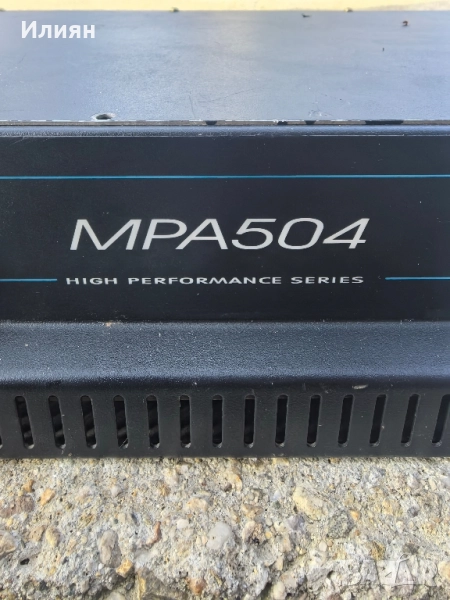 Илиян
MPA504
HIGH PERFORMANCE SERIES